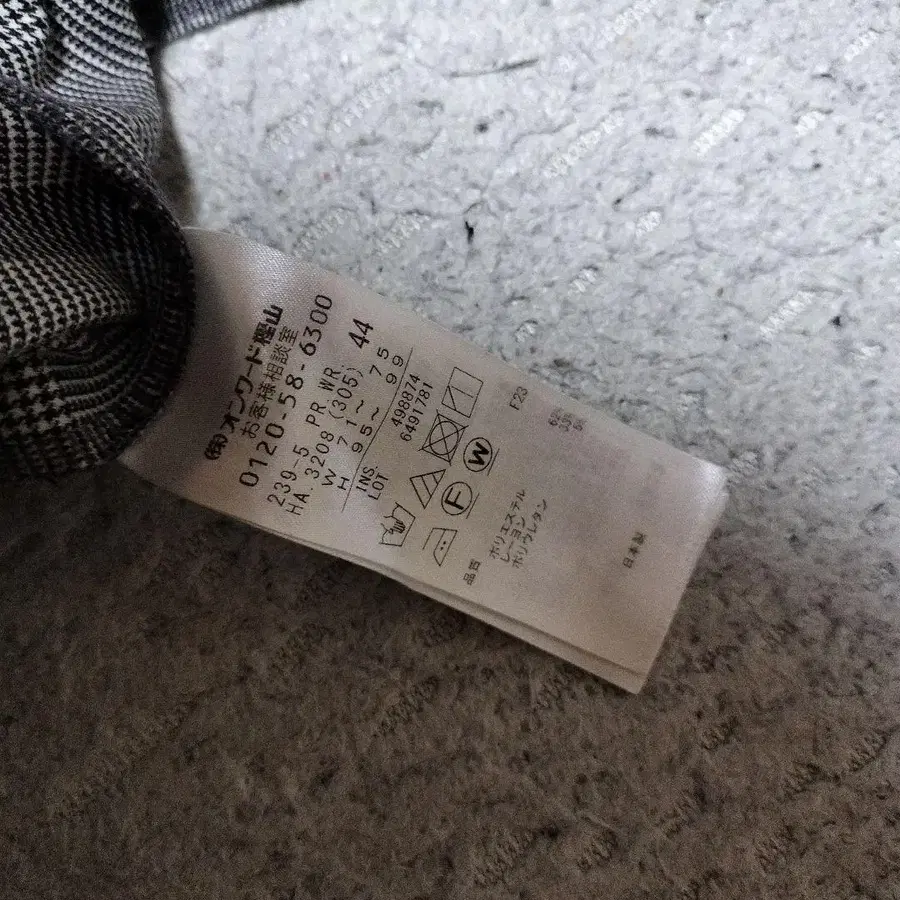 (株)オンワード樫山
お客様相談室
0120-58-6300
239-5 PR WR 44
HA.3208 (305)
W 71〜 75
H 95〜 99
INS. 498874
LOT 6491781
W
F
F23
品質
ポリエステル
レーヨン
ポリウレタン
日本製